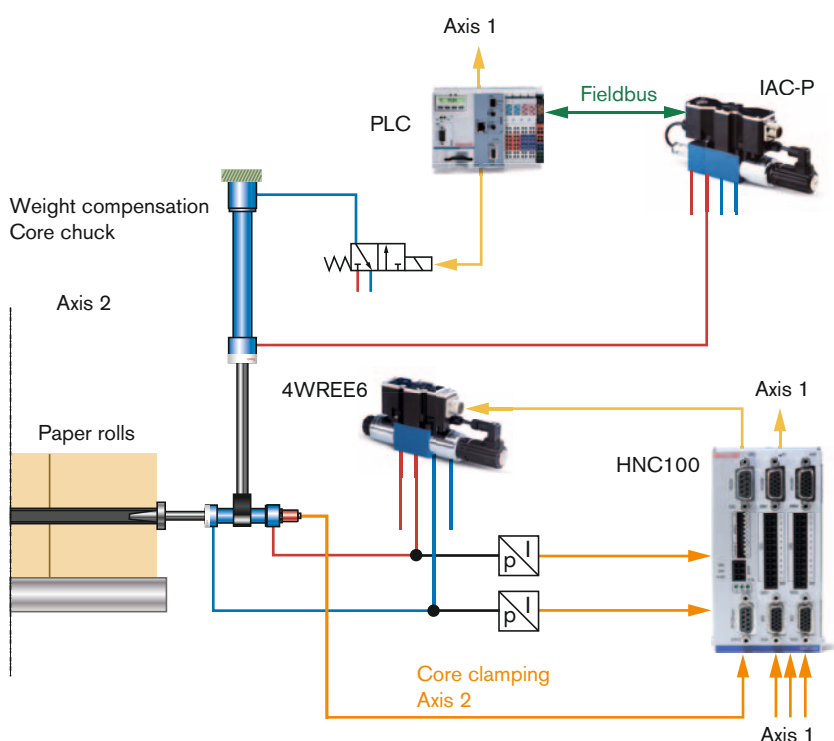 Axis 1
IAC-P
Fieldbus
PLC
Weight compensation
Core chuck
Axis 2
4WREE6
Axis 1
Paper rolls
HNC100
p
I
p
I
Core clamping
Axis 2
Axis 1